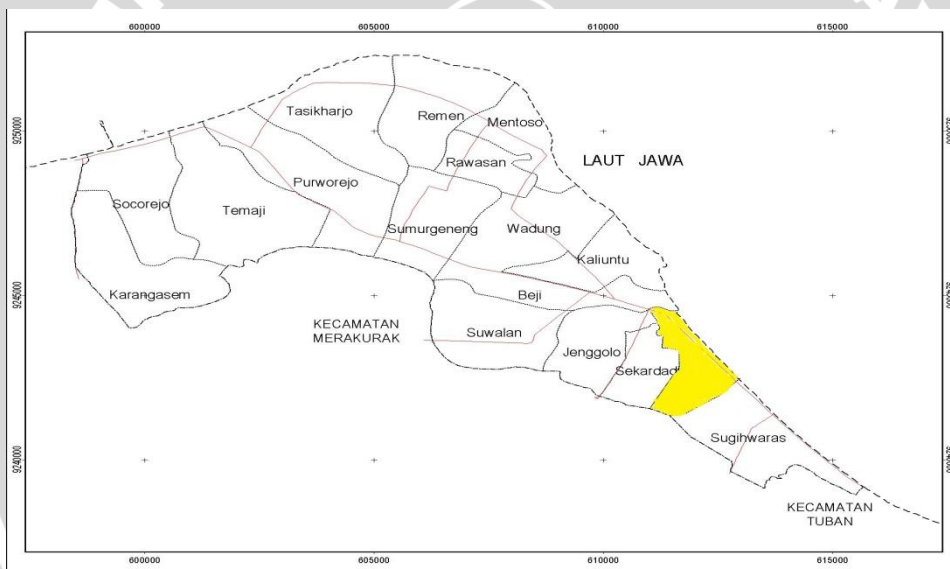 600000 605000 610000 615000
9250000
9245000
9240000
Tasikharjo
Remen
Mentoso
Rawasan
LAUT JAWA
Purworejo
Socorejo
Temaji
Sumurgeneng
Wadung
Kaliuntu
Karangasem
Beji
KECAMATAN
MERAKURAK
Suwalan
Jenggolo
Sekardad
Sugihwaras
KECAMATAN
TUBAN
600000 605000 610000 615000